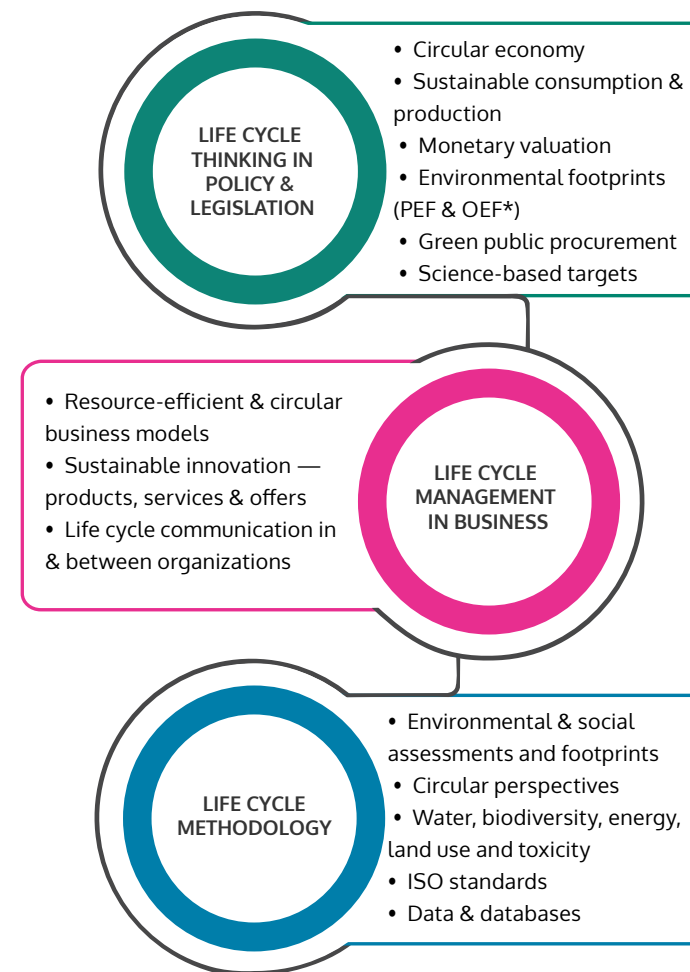 LIFE CYCLE
THINKING IN
POLICY &
LEGISLATION
• Circular economy
• Sustainable consumption &
production
• Monetary valuation
• Environmental footprints
(PEF & OEF*)
• Green public procurement
• Science-based targets
• Resource-efficient & circular
business models
• Sustainable innovation —
products, services & offers
• Life cycle communication in
& between organizations
LIFE CYCLE
MANAGEMENT
IN BUSINESS
LIFE CYCLE
METHODOLOGY
• Environmental & social
assessments and footprints
• Circular perspectives
• Water, biodiversity, energy,
land use and toxicity
• ISO standards
• Data & databases